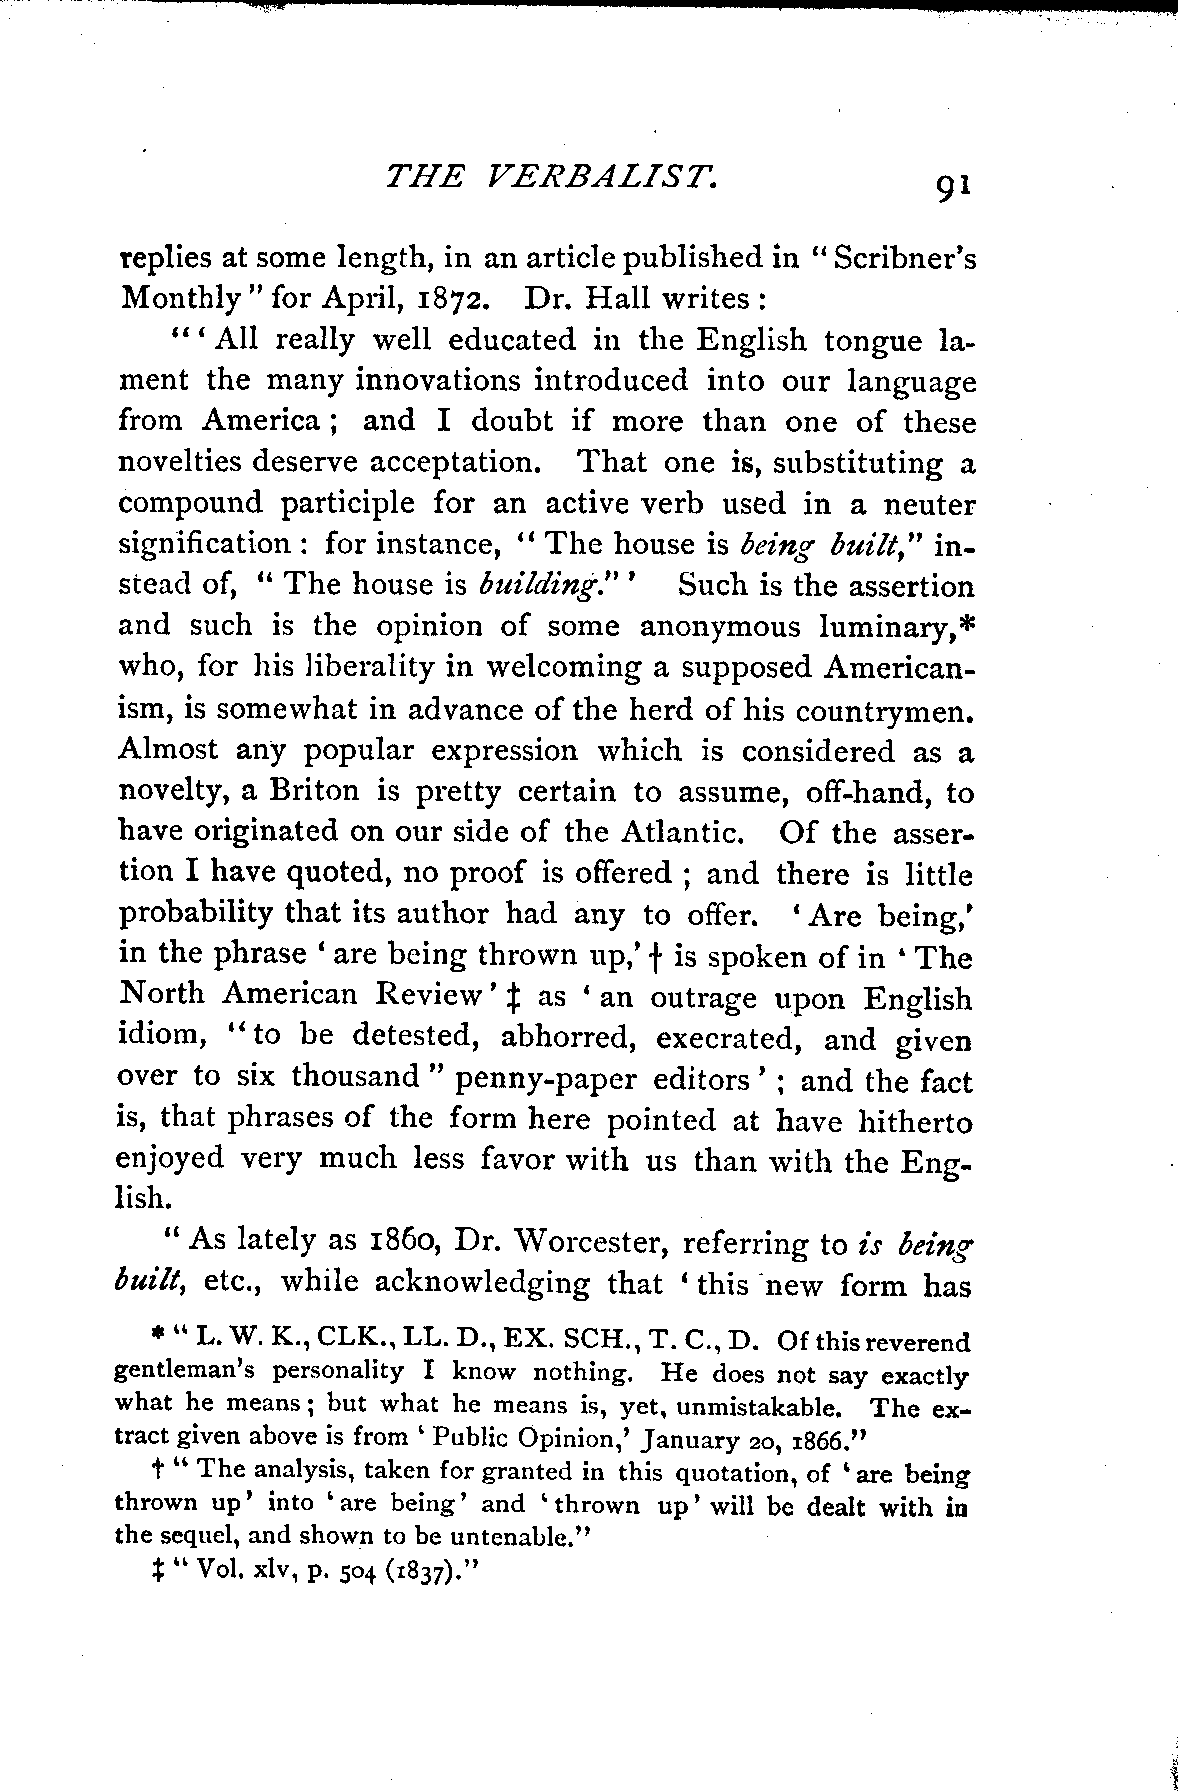 THE VERBALIST. 91
replies at some length, in an article published in "Scribner's
Monthly" for April, 1872. Dr. Hall writes :
"'All really well educated in the English tongue la-
ment the many innovations introduced into our language
from America ; and I doubt if more than one of these
novelties deserve acceptation. That one is, substituting a
compound participle for an active verb used in a neuter
signification : for instance, "The house is being built," in-
stead of, "The house is building."' Such is the assertion
and such is the opinion of some anonymous luminary,*
who, for his liberality in welcoming a supposed American-
ism, is somewhat in advance of the herd of his countrymen.
Almost any popular expression which is considered as a
novelty, a Briton is pretty certain to assume, off-hand, to
have originated on our side of the Atlantic. Of the asser-
tion I have quoted, no proof is offered ; and there is little
probability that its author had any to offer. 'Are being,'
in the phrase 'are being thrown up,' † is spoken of in 'The
North American Review' ‡ as 'an outrage upon English
idiom, "to be detested, abhorred, execrated, and given
over to six thousand" penny-paper editors' ; and the fact
is, that phrases of the form here pointed at have hitherto
enjoyed very much less favor with us than with the Eng-
lish.
"As lately as 1860, Dr. Worcester, referring to is being
built, etc., while acknowledging that 'this new form has
* "L. W. K., CLK., LL. D., EX. SCH., T. C., D. Of this reverend
gentleman's personality I know nothing. He does not say exactly
what he means ; but what he means is, yet, unmistakable. The ex-
tract given above is from 'Public Opinion,' January 20, 1866."
† "The analysis, taken for granted in this quotation, of 'are being
thrown up' into 'are being' and 'thrown up' will be dealt with in
the sequel, and shown to be untenable."
‡ "Vol. xlv, p. 504 (1837)."